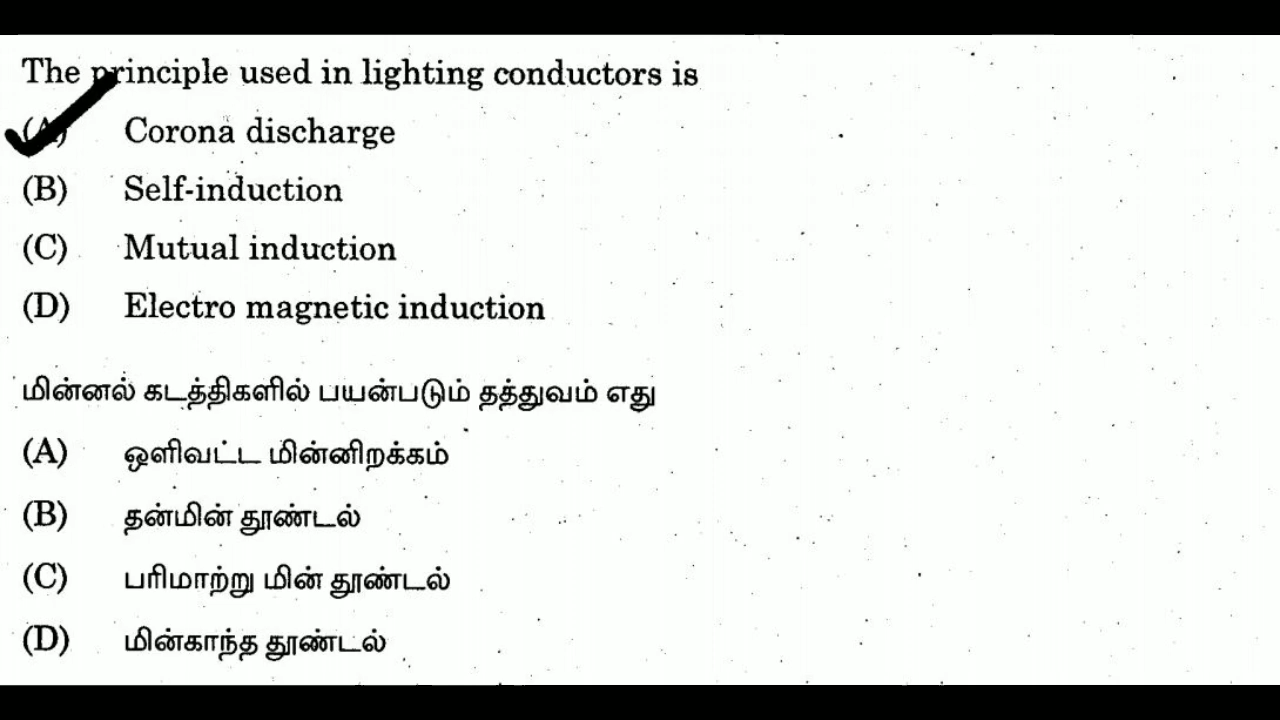 The principle used in lighting conductors is
(A) Corona discharge
(B) Self-induction
(C) Mutual induction
(D) Electro magnetic induction
மின்னல் கடத்திகளில் பயன்படும் தத்துவம் எது
(A) ஒளிவட்ட மின்னிறக்கம்
(B) தன்மின் தூண்டல்
(C) பரிமாற்று மின் தூண்டல்
(D) மின்காந்த தூண்டல்